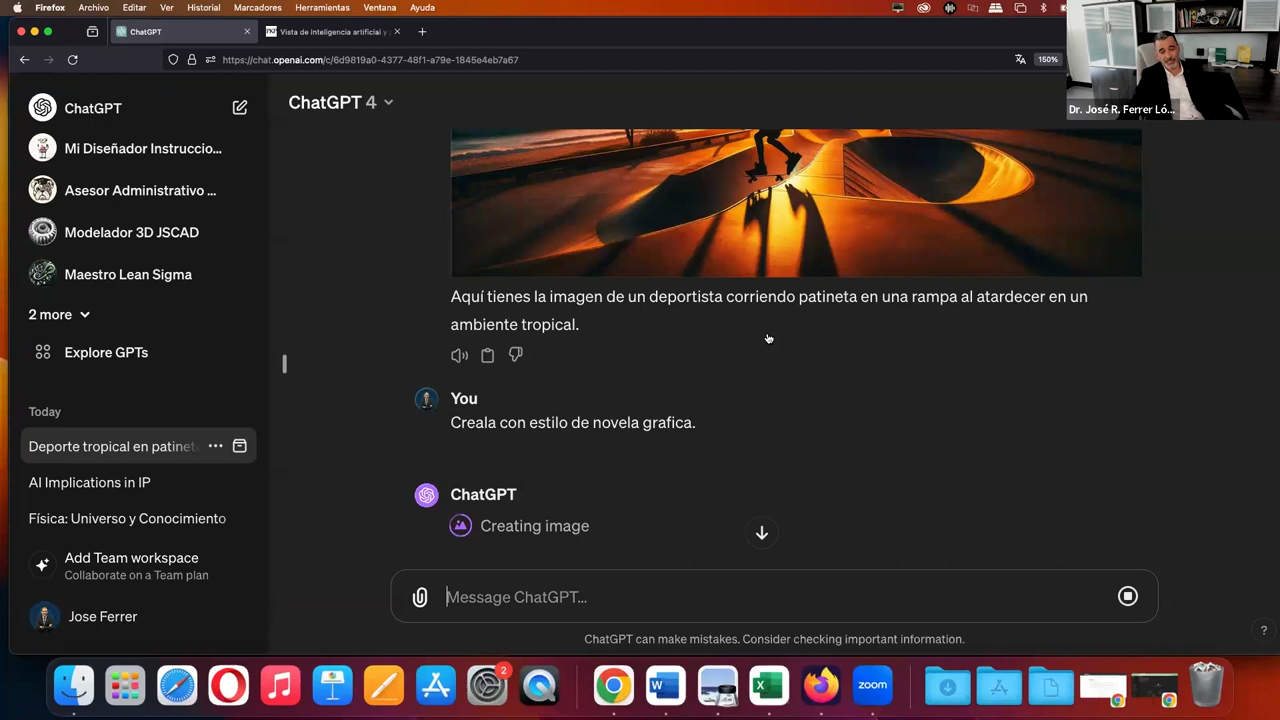 Firefox Archivo Editar Ver Historial Marcadores Herramientas Ventana Ayuda
ChatGPT
Vista de inteligencia artificial y
https://chat.openai.com/c/6d9819a0-4377-48f1-a79e-1845e4eb7a67
150%
Dr. José R. Ferrer Ló...
ChatGPT
Mi Diseñador Instruccio...
Asesor Administrativo ...
Modelador 3D JSCAD
Maestro Lean Sigma
2 more
Explore GPTs
Today
Deporte tropical en patinet
AI Implications in IP
Física: Universo y Conocimiento
Add Team workspace
Collaborate on a Team plan
Jose Ferrer
ChatGPT 4
Aquí tienes la imagen de un deportista corriendo patineta en una rampa al atardecer en un
ambiente tropical.
You
Creala con estilo de novela grafica.
ChatGPT
Creating image
Message ChatGPT...
ChatGPT can make mistakes. Consider checking important information.
?
2
W
X
zoom